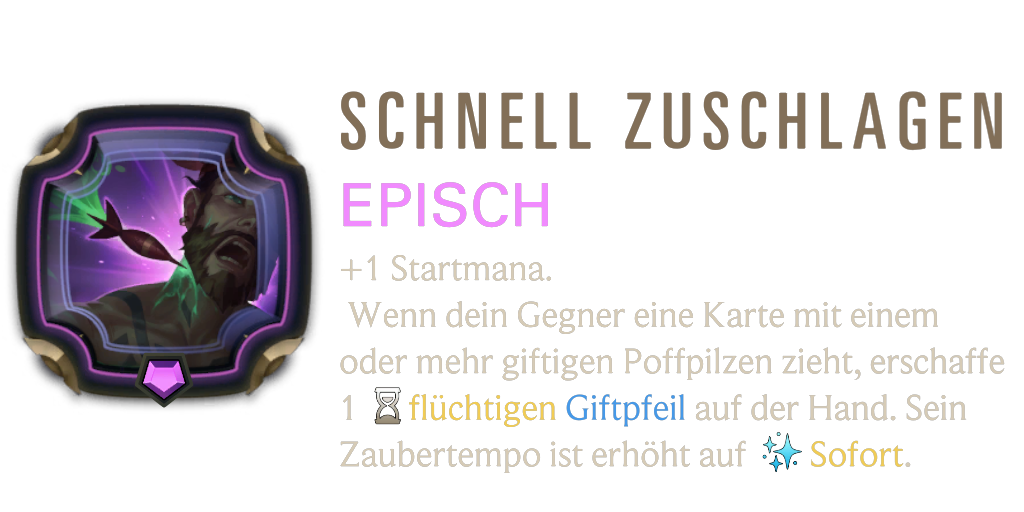 SCHNELL ZUSCHLAGEN
EPISCH
+1 Startmana.
Wenn dein Gegner eine Karte mit einem
oder mehr giftigen Poffpilzen zieht, erschaffe
1 flüchtigen Giftpfeil auf der Hand. Sein
Zaubertempo ist erhöht auf Sofort.